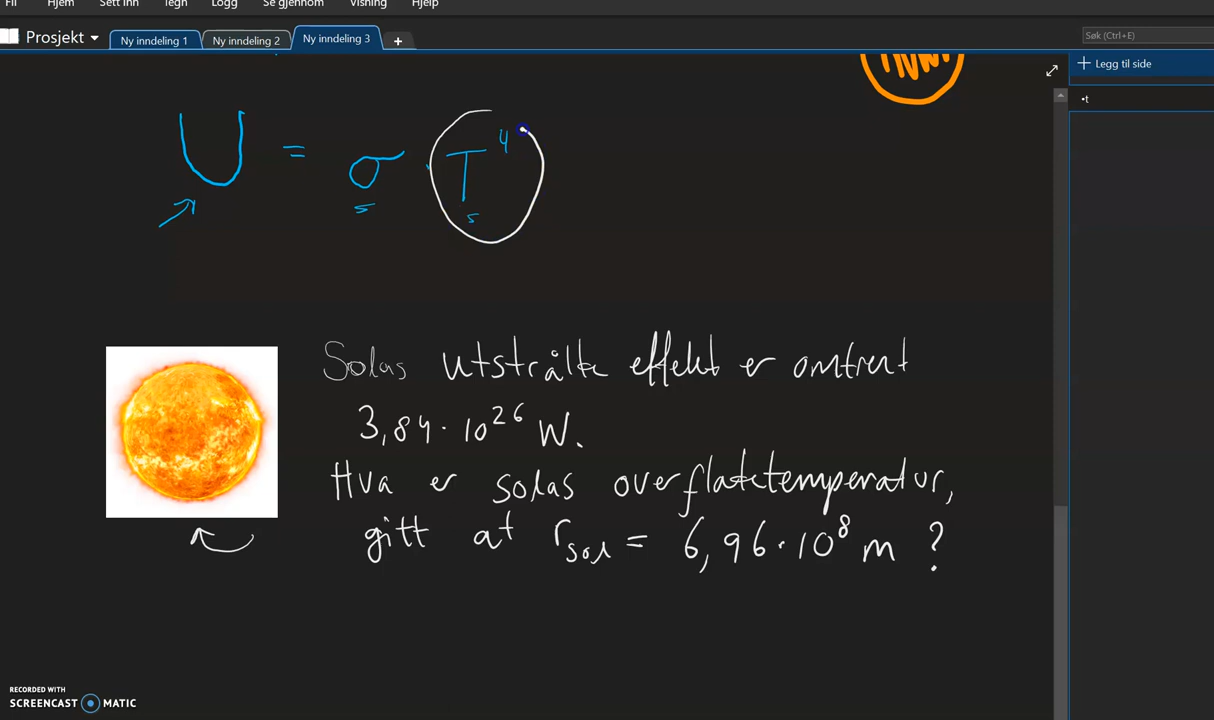 Fil Hjem Sett inn Tegn Logg Se gjennom Visning Hjelp
Prosjekt Ny inndeling 1 Ny inndeling 2 Ny inndeling 3 +
Søk (Ctrl+E)
Legg til side
•t
U = σ · T⁴
Solas utstrålte effekt er omtrent
3,84 · 10²⁶ W.
Hva er solas overflatetemperatur,
gitt at r_sol = 6,96 · 10⁸ m ?
RECORDED WITH
SCREENCAST MATIC